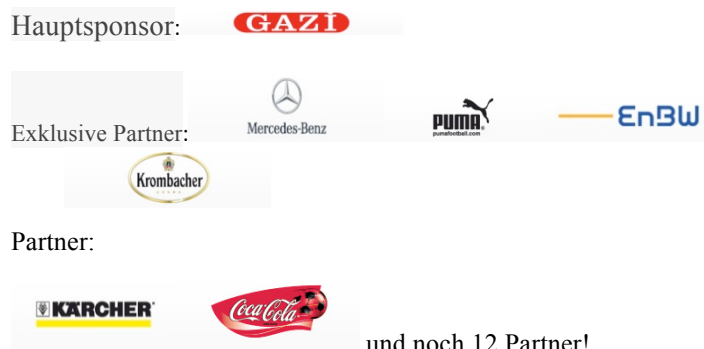 Hauptsponsor: GAZİ
Exklusive Partner: Mercedes-Benz PUMA® pumafootball.com EnBW
Krombacher
Partner:
KÄRCHER® Coca-Cola und noch 12 Partner!